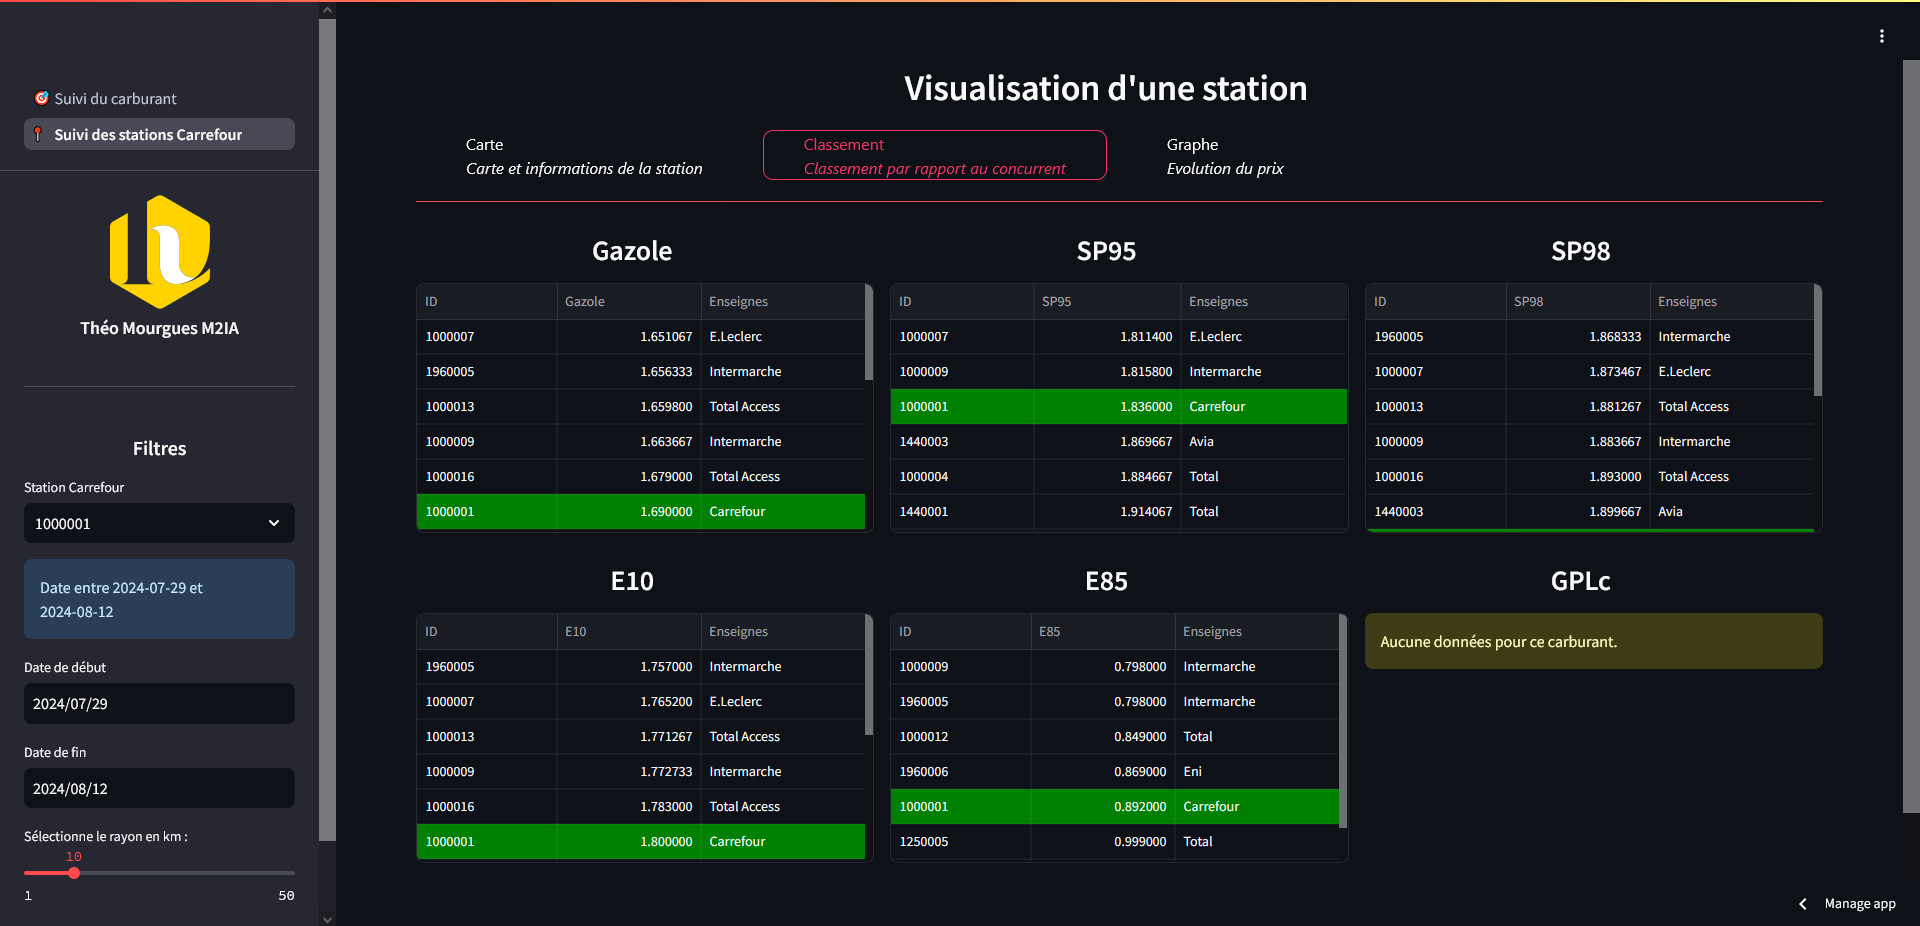 Suivi du carburant
Suivi des stations Carrefour
Théo Mourgues M2IA
Filtres
Station Carrefour
1000001
Date entre 2024-07-29 et
2024-08-12
Date de début
2024/07/29
Date de fin
2024/08/12
Sélectionne le rayon en km :
10
1 50
Visualisation d'une station
Carte
Carte et informations de la station
Classement
Classement par rapport au concurrent
Graphe
Evolution du prix
Gazole
ID Gazole Enseignes
1000007 1.651067 E.Leclerc
1960005 1.656333 Intermarche
1000013 1.659800 Total Access
1000009 1.663667 Intermarche
1000016 1.679000 Total Access
1000001 1.690000 Carrefour
SP95
ID SP95 Enseignes
1000007 1.811400 E.Leclerc
1000009 1.815800 Intermarche
1000001 1.836000 Carrefour
1440003 1.869667 Avia
1000004 1.884667 Total
1440001 1.914067 Total
SP98
ID SP98 Enseignes
1960005 1.868333 Intermarche
1000007 1.873467 E.Leclerc
1000013 1.881267 Total Access
1000009 1.883667 Intermarche
1000016 1.893000 Total Access
1440003 1.899667 Avia
E10
ID E10 Enseignes
1960005 1.757000 Intermarche
1000007 1.765200 E.Leclerc
1000013 1.771267 Total Access
1000009 1.772733 Intermarche
1000016 1.783000 Total Access
1000001 1.800000 Carrefour
E85
ID E85 Enseignes
1000009 0.798000 Intermarche
1960005 0.798000 Intermarche
1000012 0.849000 Total
1960006 0.869000 Eni
1000001 0.892000 Carrefour
1250005 0.999000 Total
GPLc
Aucune données pour ce carburant.
Manage app